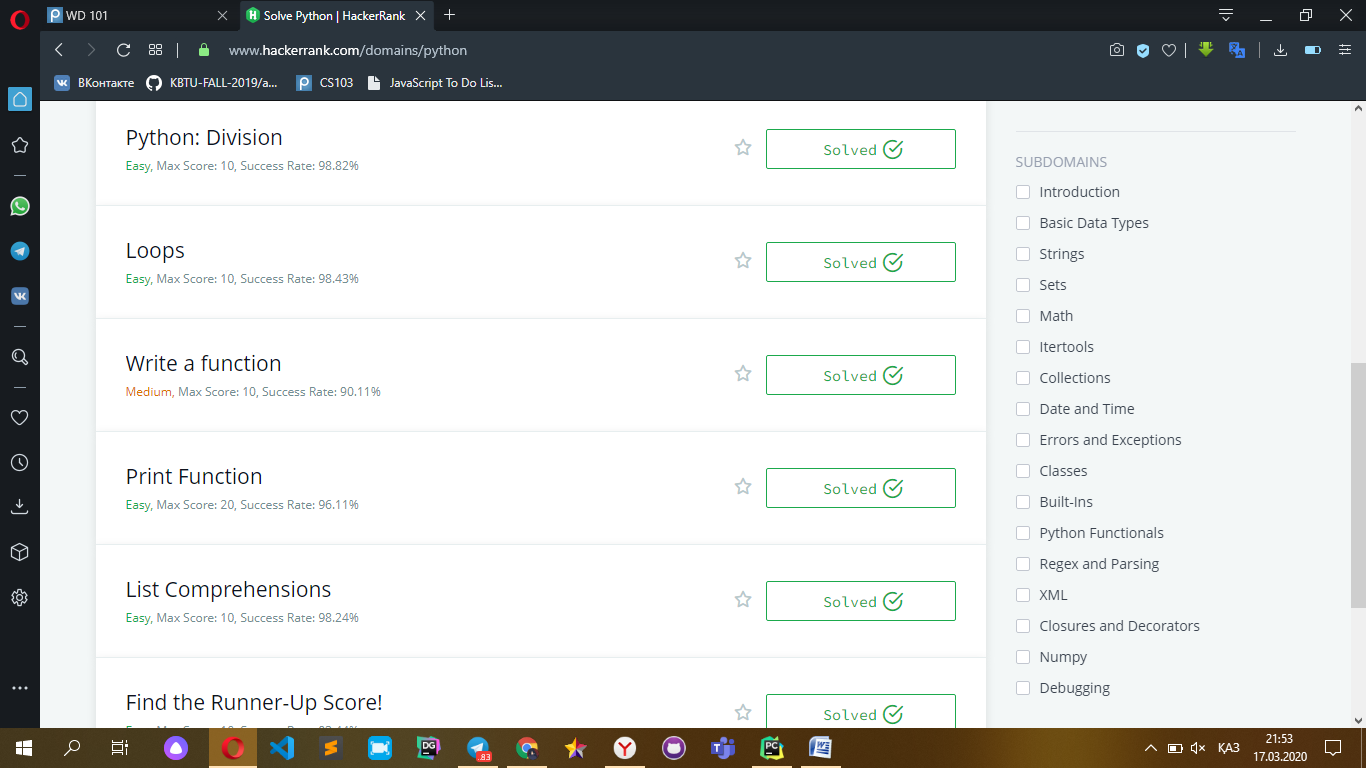 WD 101
Solve Python | HackerRank
www.hackerrank.com/domains/python
ВКонтакте
KBTU-FALL-2019/a...
CS103
JavaScript To Do Lis...
Python: Division
Easy, Max Score: 10, Success Rate: 98.82%
Solved
Loops
Easy, Max Score: 10, Success Rate: 98.43%
Solved
Write a function
Medium, Max Score: 10, Success Rate: 90.11%
Solved
Print Function
Easy, Max Score: 20, Success Rate: 96.11%
Solved
List Comprehensions
Easy, Max Score: 10, Success Rate: 98.24%
Solved
Find the Runner-Up Score!
Solved
SUBDOMAINS
Introduction
Basic Data Types
Strings
Sets
Math
Itertools
Collections
Date and Time
Errors and Exceptions
Classes
Built-Ins
Python Functionals
Regex and Parsing
XML
Closures and Decorators
Numpy
Debugging
DG
83
PC
ҚАЗ
21:53
17.03.2020